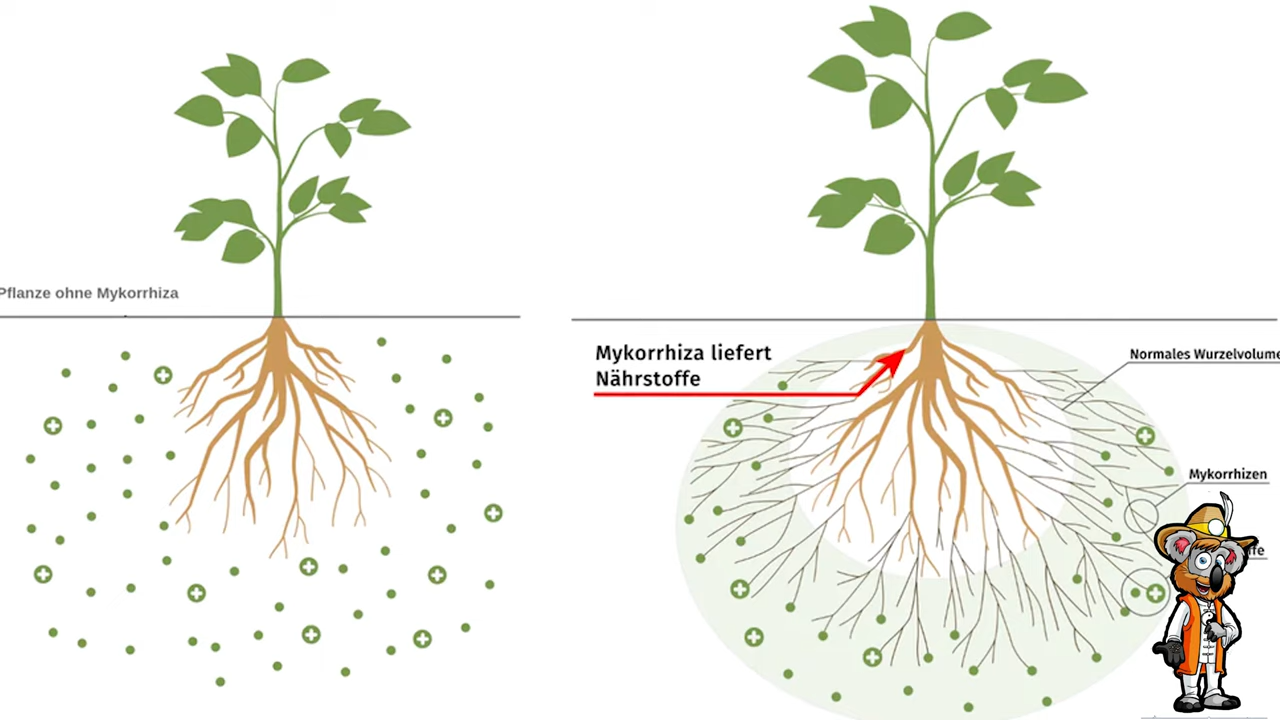 Pflanze ohne Mykorrhiza
Mykorrhiza liefert
Nährstoffe
Normales Wurzelvolume
Mykorrhizen